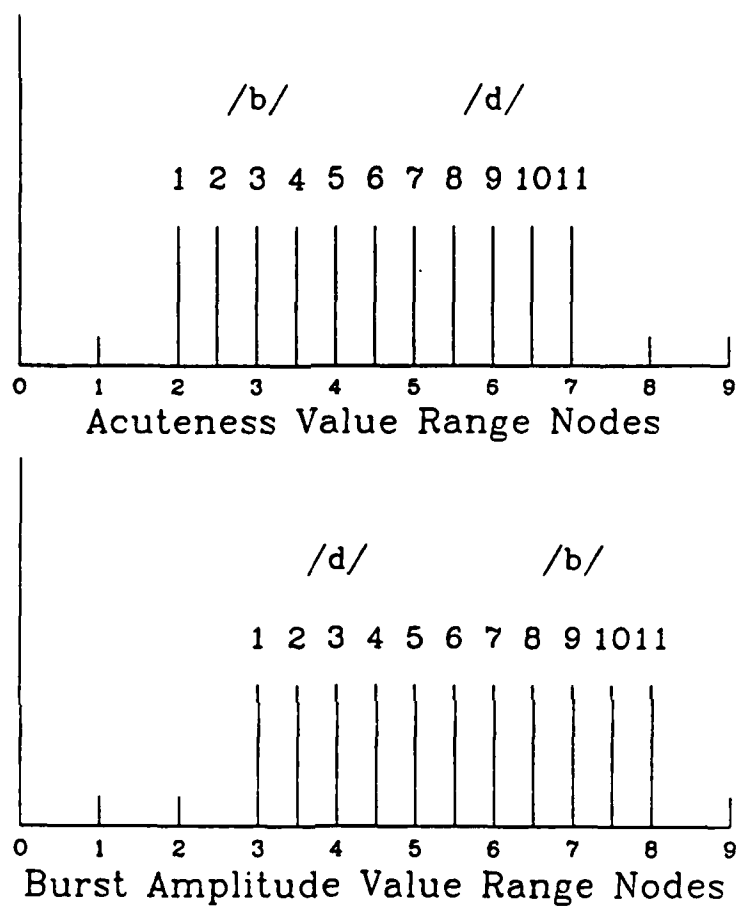 /b/ /d/
1 2 3 4 5 6 7 8 9 10 11
0 1 2 3 4 5 6 7 8 9
Acuteness Value Range Nodes
/d/ /b/
1 2 3 4 5 6 7 8 9 10 11
0 1 2 3 4 5 6 7 8 9
Burst Amplitude Value Range Nodes